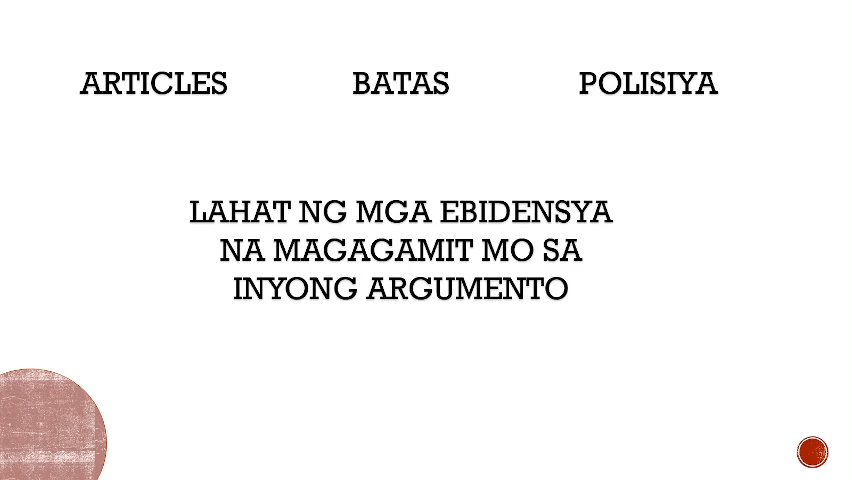 ARTICLES BATAS POLISIYA
LAHAT NG MGA EBIDENSYA
NA MAGAGAMIT MO SA
INYONG ARGUMENTO